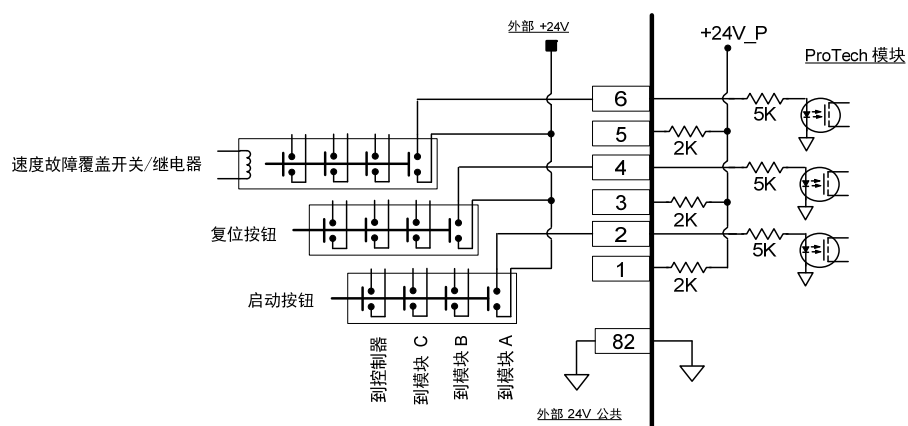 外部 +24V
+24V_P
ProTech 模块
6
5K
5
2K
速度故障覆盖开关/继电器
4
5K
3
2K
复位按钮
2
5K
1
2K
启动按钮
82
到控制器
到模块 C
到模块 B
到模块 A
外部 24V 公共